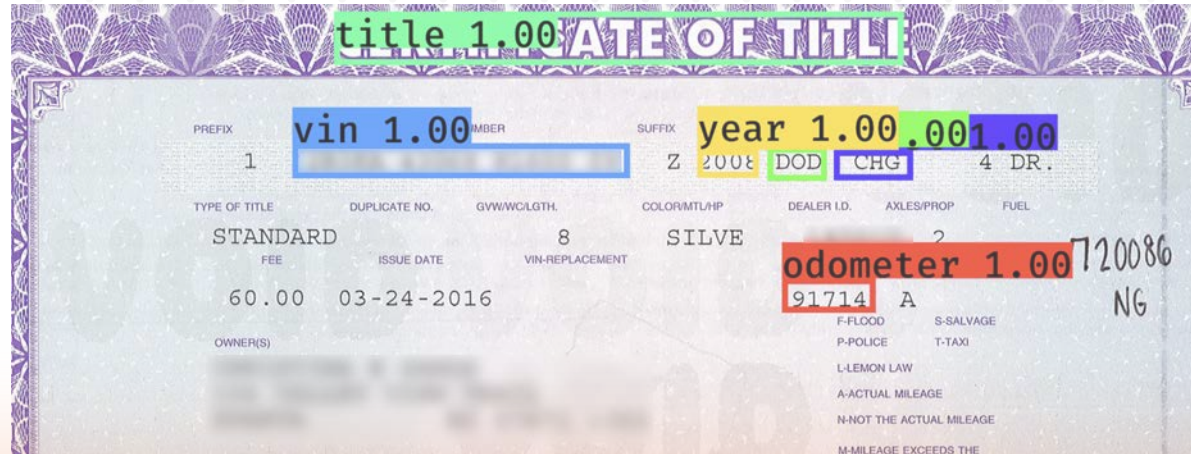 title 1.00 ATE OF TITLE
PREFIX vin 1.00 MBER SUFFIX year 1.00 .00 1.00
1 Z 2008 DOD CHG 4 DR.
TYPE OF TITLE DUPLICATE NO. GVW/WC/LGTH. COLOR/MTL/HP DEALER I.D. AXLES/PROP FUEL
STANDARD 8 SILVE 2
FEE ISSUE DATE VIN-REPLACEMENT odometer 1.00 720086
60.00 03-24-2016 91714 A NG
F-FLOOD S-SALVAGE
OWNER(S) P-POLICE T-TAXI
L-LEMON LAW
A-ACTUAL MILEAGE
N-NOT THE ACTUAL MILEAGE
M-MILEAGE EXCEEDS THE